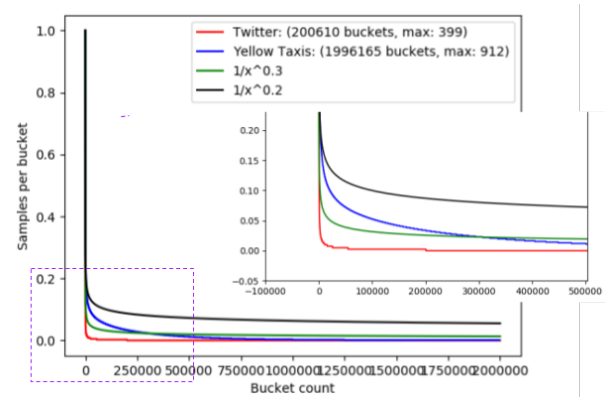 1.0
0.8
0.6
0.4
0.2
0.0
Samples per bucket
Twitter: (200610 buckets, max: 399)
Yellow Taxis: (1996165 buckets, max: 912)
1/x^0.3
1/x^0.2
0.20
0.15
0.10
0.05
0.00
−0.05
−100000 0 100000 200000 300000 400000 500000
0 250000 500000 750000 1000000 1250000 1500000 1750000 2000000
Bucket count